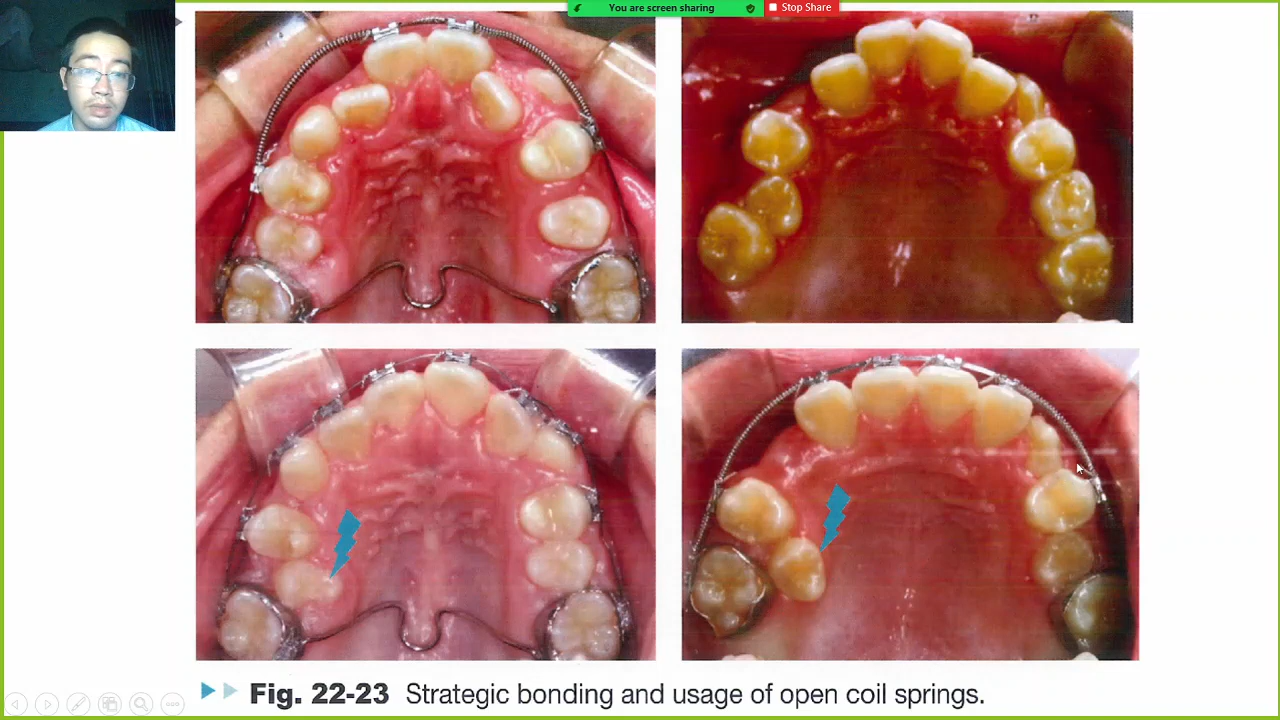 You are screen sharing
Stop Share
Fig. 22-23 Strategic bonding and usage of open coil springs.